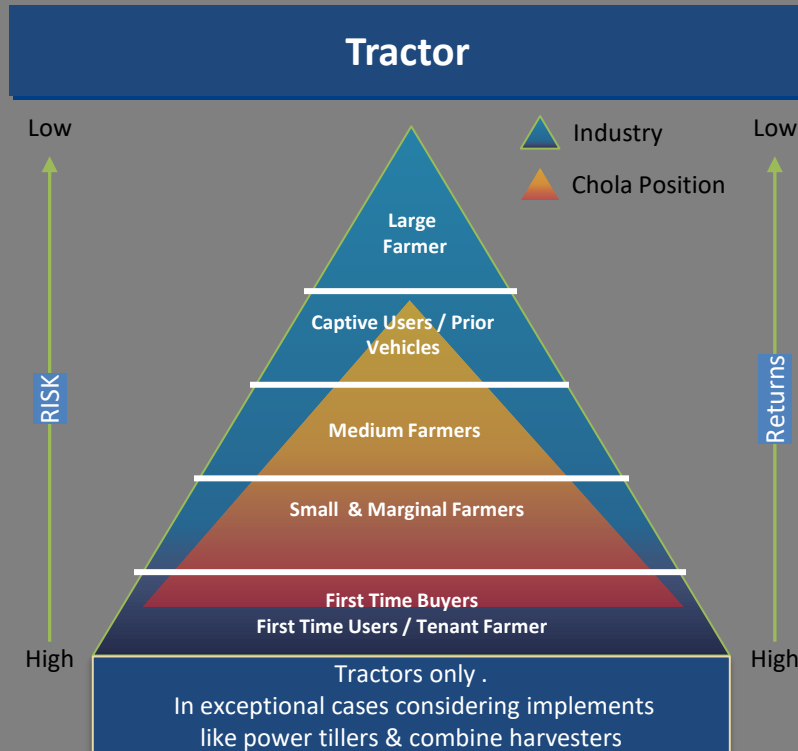 Tractor
Low
Low
Industry
Chola Position
Large
Farmer
Captive Users / Prior
Vehicles
RISK
Returns
Medium Farmers
Small & Marginal Farmers
First Time Buyers
First Time Users / Tenant Farmer
High
High
Tractors only .
In exceptional cases considering implements
like power tillers & combine harvesters